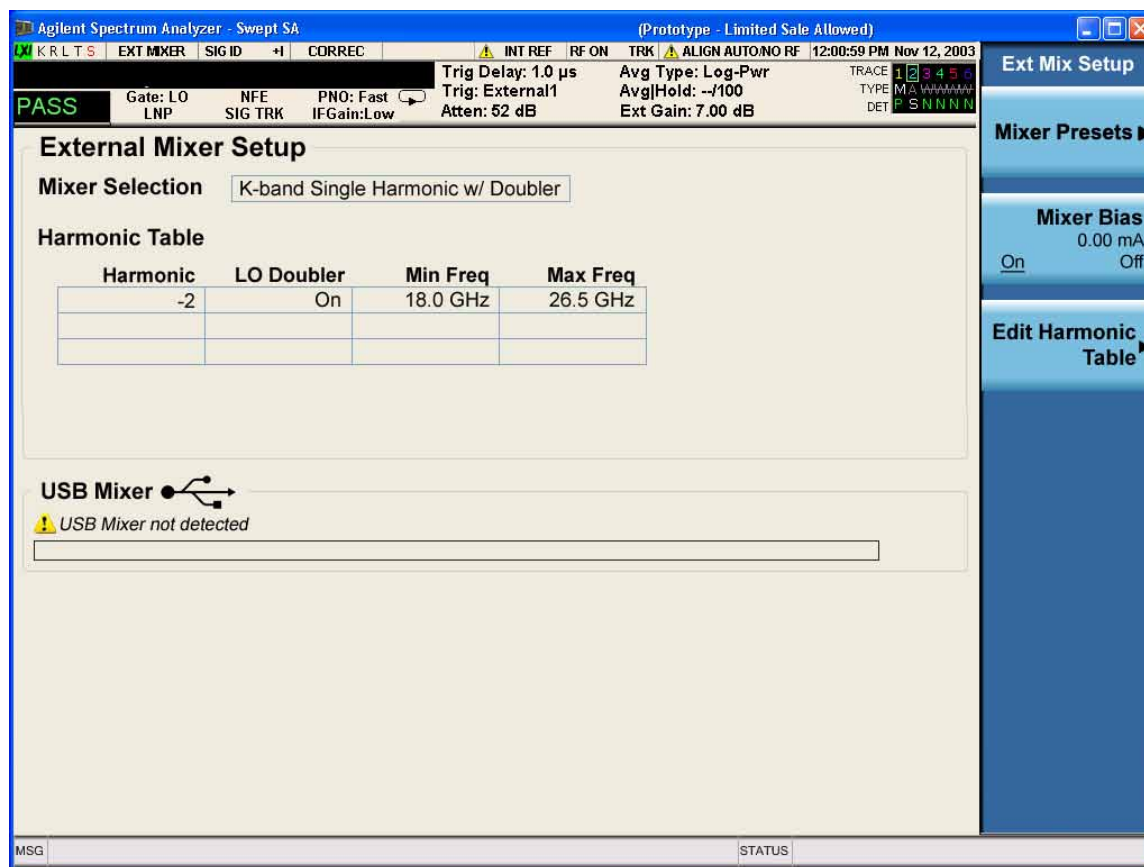 Agilent Spectrum Analyzer - Swept SA (Prototype - Limited Sale Allowed)
LXI K R L T S EXT MIXER SIG ID +I CORREC INT REF RF ON TRK ALIGN AUTO/NO RF 12:00:59 PM Nov 12, 2003
PASS
Gate: LO
LNP
NFE
SIG TRK
PNO: Fast
IFGain:Low
Trig Delay: 1.0 µs
Trig: External1
Atten: 52 dB
Avg Type: Log-Pwr
Avg|Hold: --/100
Ext Gain: 7.00 dB
TRACE 1 2 3 4 5 6
TYPE M A W W W W
DET P S N N N N
External Mixer Setup
Mixer Selection K-band Single Harmonic w/ Doubler
Harmonic Table
Harmonic LO Doubler Min Freq Max Freq
-2 On 18.0 GHz 26.5 GHz
USB Mixer
USB Mixer not detected
Ext Mix Setup
Mixer Presets
Mixer Bias
0.00 mA
On Off
Edit Harmonic
Table
MSG STATUS